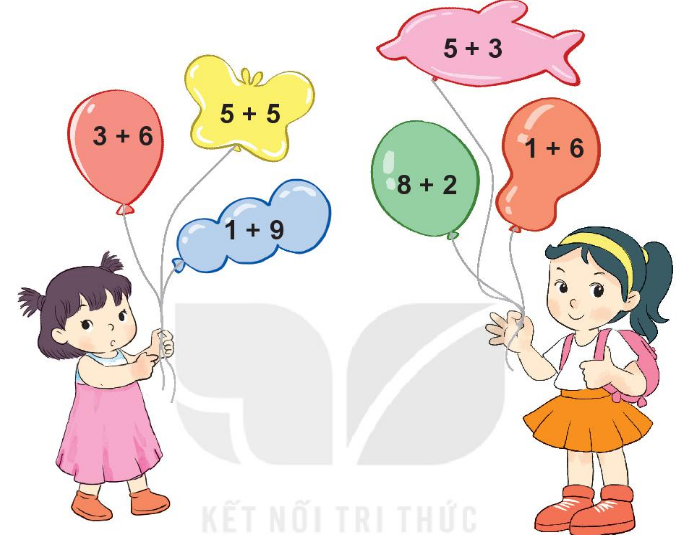 5 + 3
5 + 5
3 + 6
1 + 6
8 + 2
1 + 9
KẾT NỐI TRI THỨC